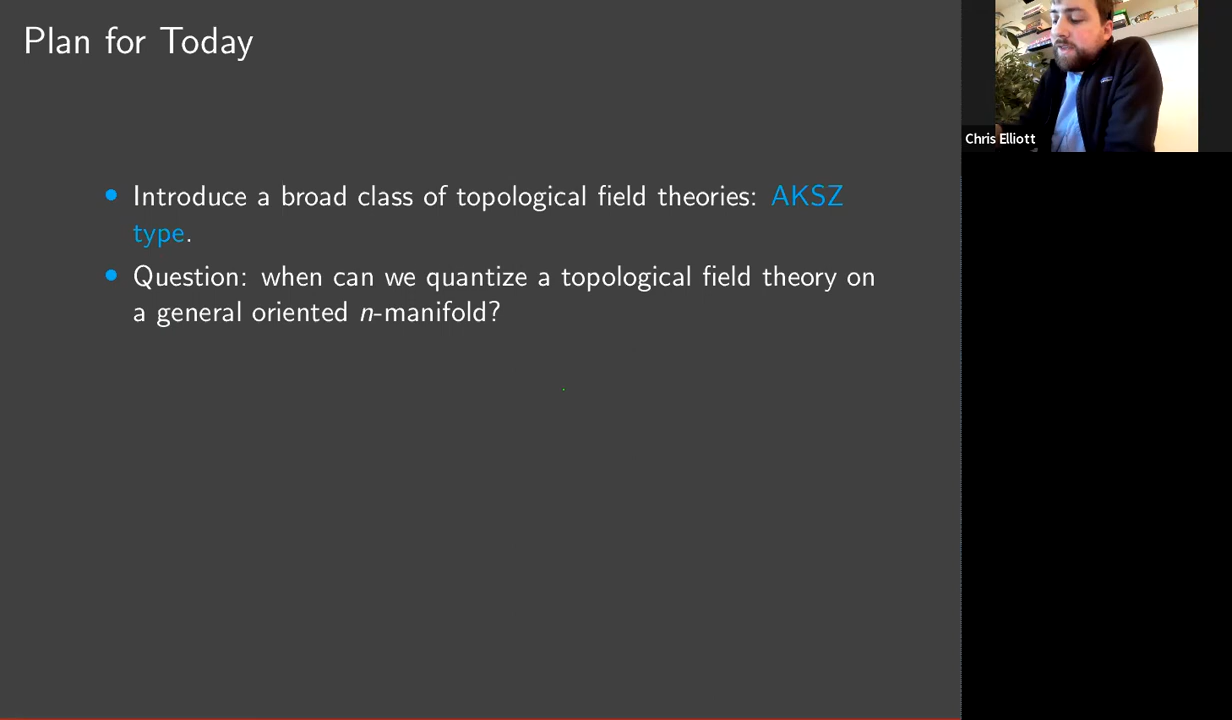 Plan for Today
Introduce a broad class of topological field theories: AKSZ
type.
Question: when can we quantize a topological field theory on
a general oriented n-manifold?
Chris Elliott